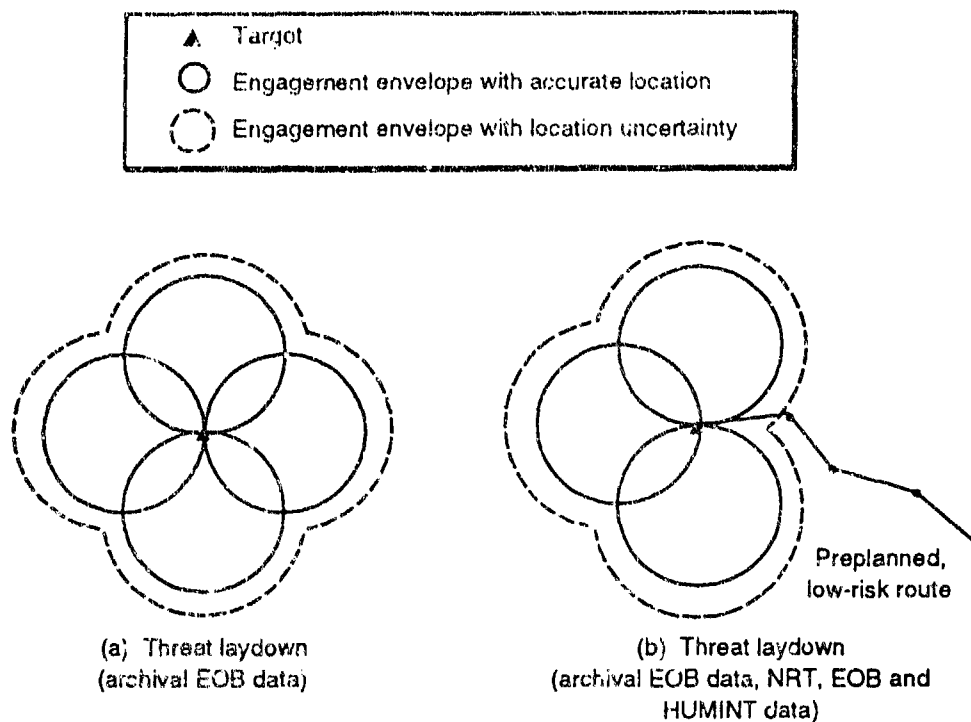 Targot
Engagement envelope with accurate location
Engagement envelope with location uncertainty
Preplanned,
low-risk route
(a) Threat laydown
(archival EOB data)
(b) Threat laydown
(archival EOB data, NRT, EOB and
HUMINT data)